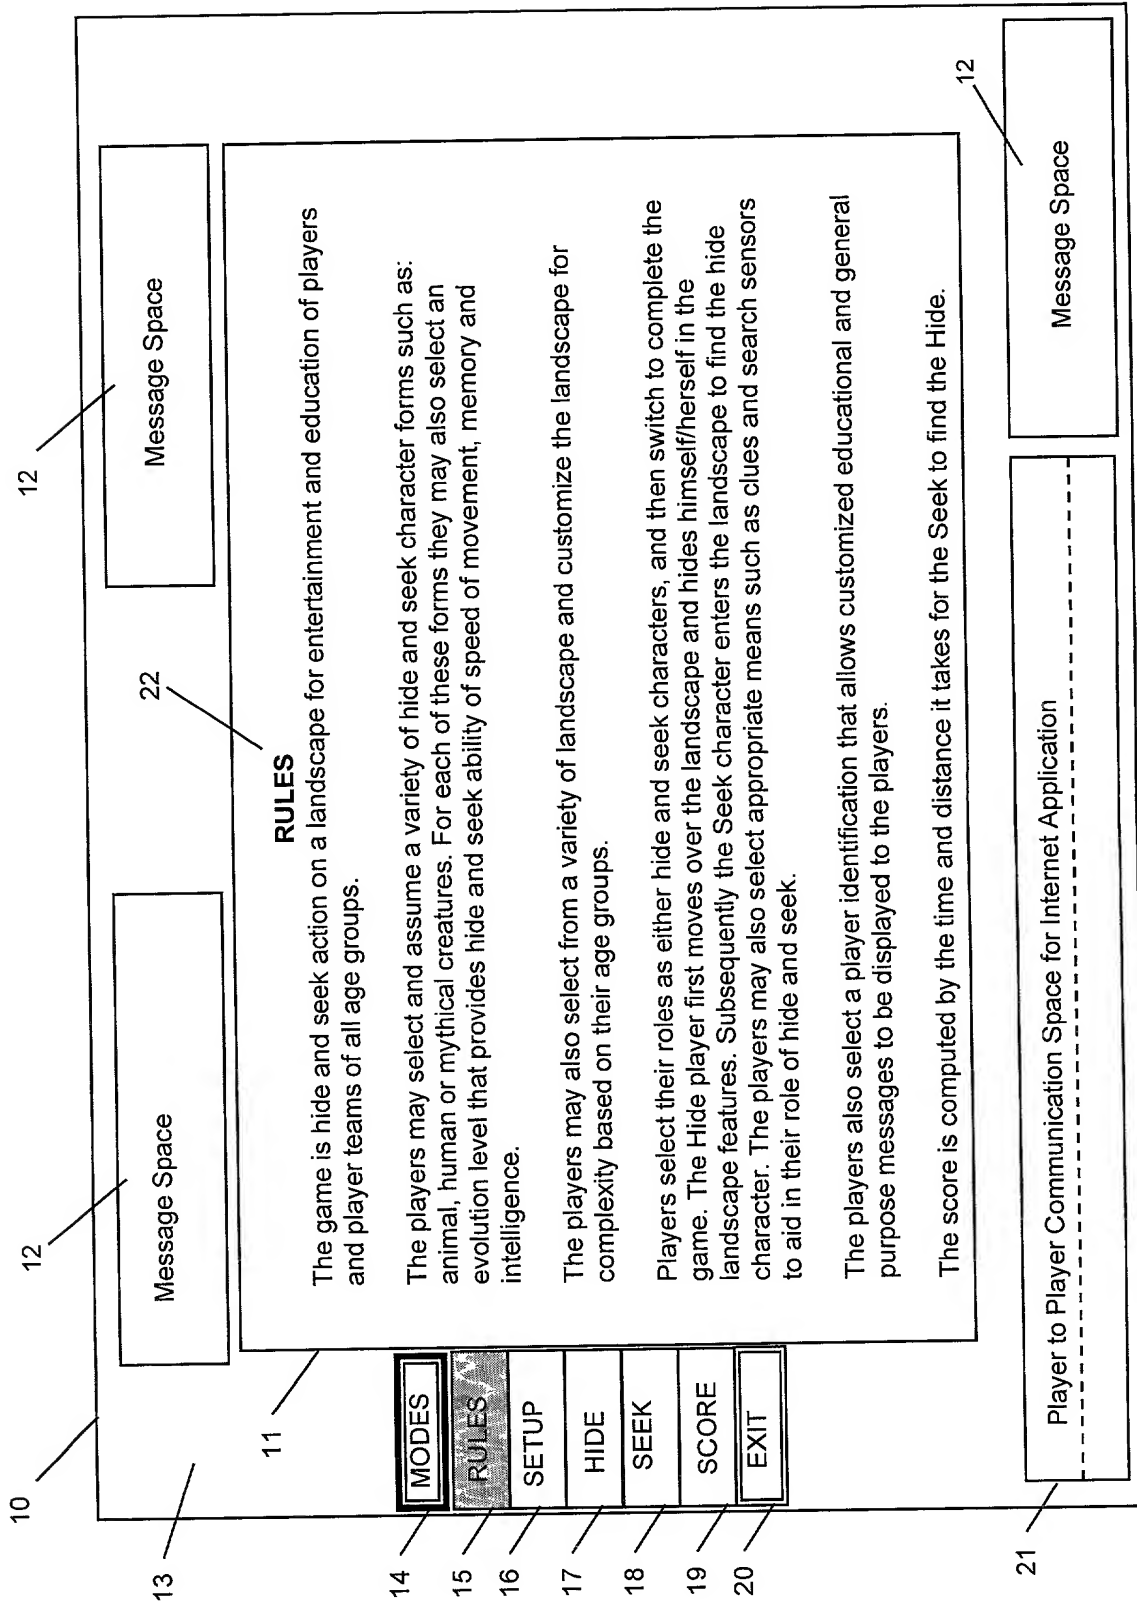 10
12
12
13
Message Space
Message Space
22
11
RULES
The game is hide and seek action on a landscape for entertainment and education of players
and player teams of all age groups.
The players may select and assume a variety of hide and seek character forms such as:
animal, human or mythical creatures. For each of these forms they may also select an
evolution level that provides hide and seek ability of speed of movement, memory and
intelligence.
The players may also select from a variety of landscape and customize the landscape for
complexity based on their age groups.
Players select their roles as either hide and seek characters, and then switch to complete the
game. The Hide player first moves over the landscape and hides himself/herself in the
landscape features. Subsequently the Seek character enters the landscape to find the hide
character. The players may also select appropriate means such as clues and search sensors
to aid in their role of hide and seek.
The players also select a player identification that allows customized educational and general
purpose messages to be displayed to the players.
The score is computed by the time and distance it takes for the Seek to find the Hide.
14 MODES
15 RULES
16 SETUP
17 HIDE
18 SEEK
19 SCORE
20 EXIT
21
Player to Player Communication Space for Internet Application
12
Message Space